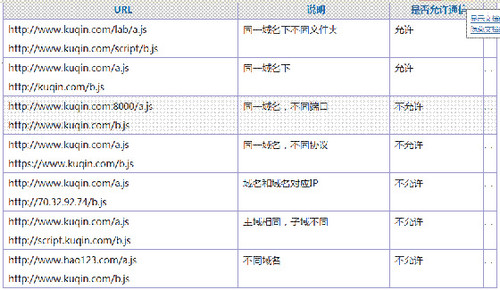 URL 说明 是否允许通信
http://www.kuqin.com/lab/a.js 同一域名下不同文件夹 允许
http://www.kuqin.com/script/b.js
http://www.kuqin.com/a.js 同一域名下 允许
http://kuqin.com/b.js
http://www.kuqin.com:8000/a.js 同一域名，不同端口 不允许
http://www.kuqin.com/b.js
http://www.kuqin.com/a.js 同一域名，不同协议 不允许
https://www.kuqin.com/b.js
http://www.kuqin.com/a.js 域名和域名对应IP 不允许
http://70.32.92.74/b.js
http://www.kuqin.com/a.js 主域相同，子域不同 不允许
http://script.kuqin.com/b.js
http://www.hao123.com/a.js 不同域名 不允许
http://www.kuqin.com/b.js